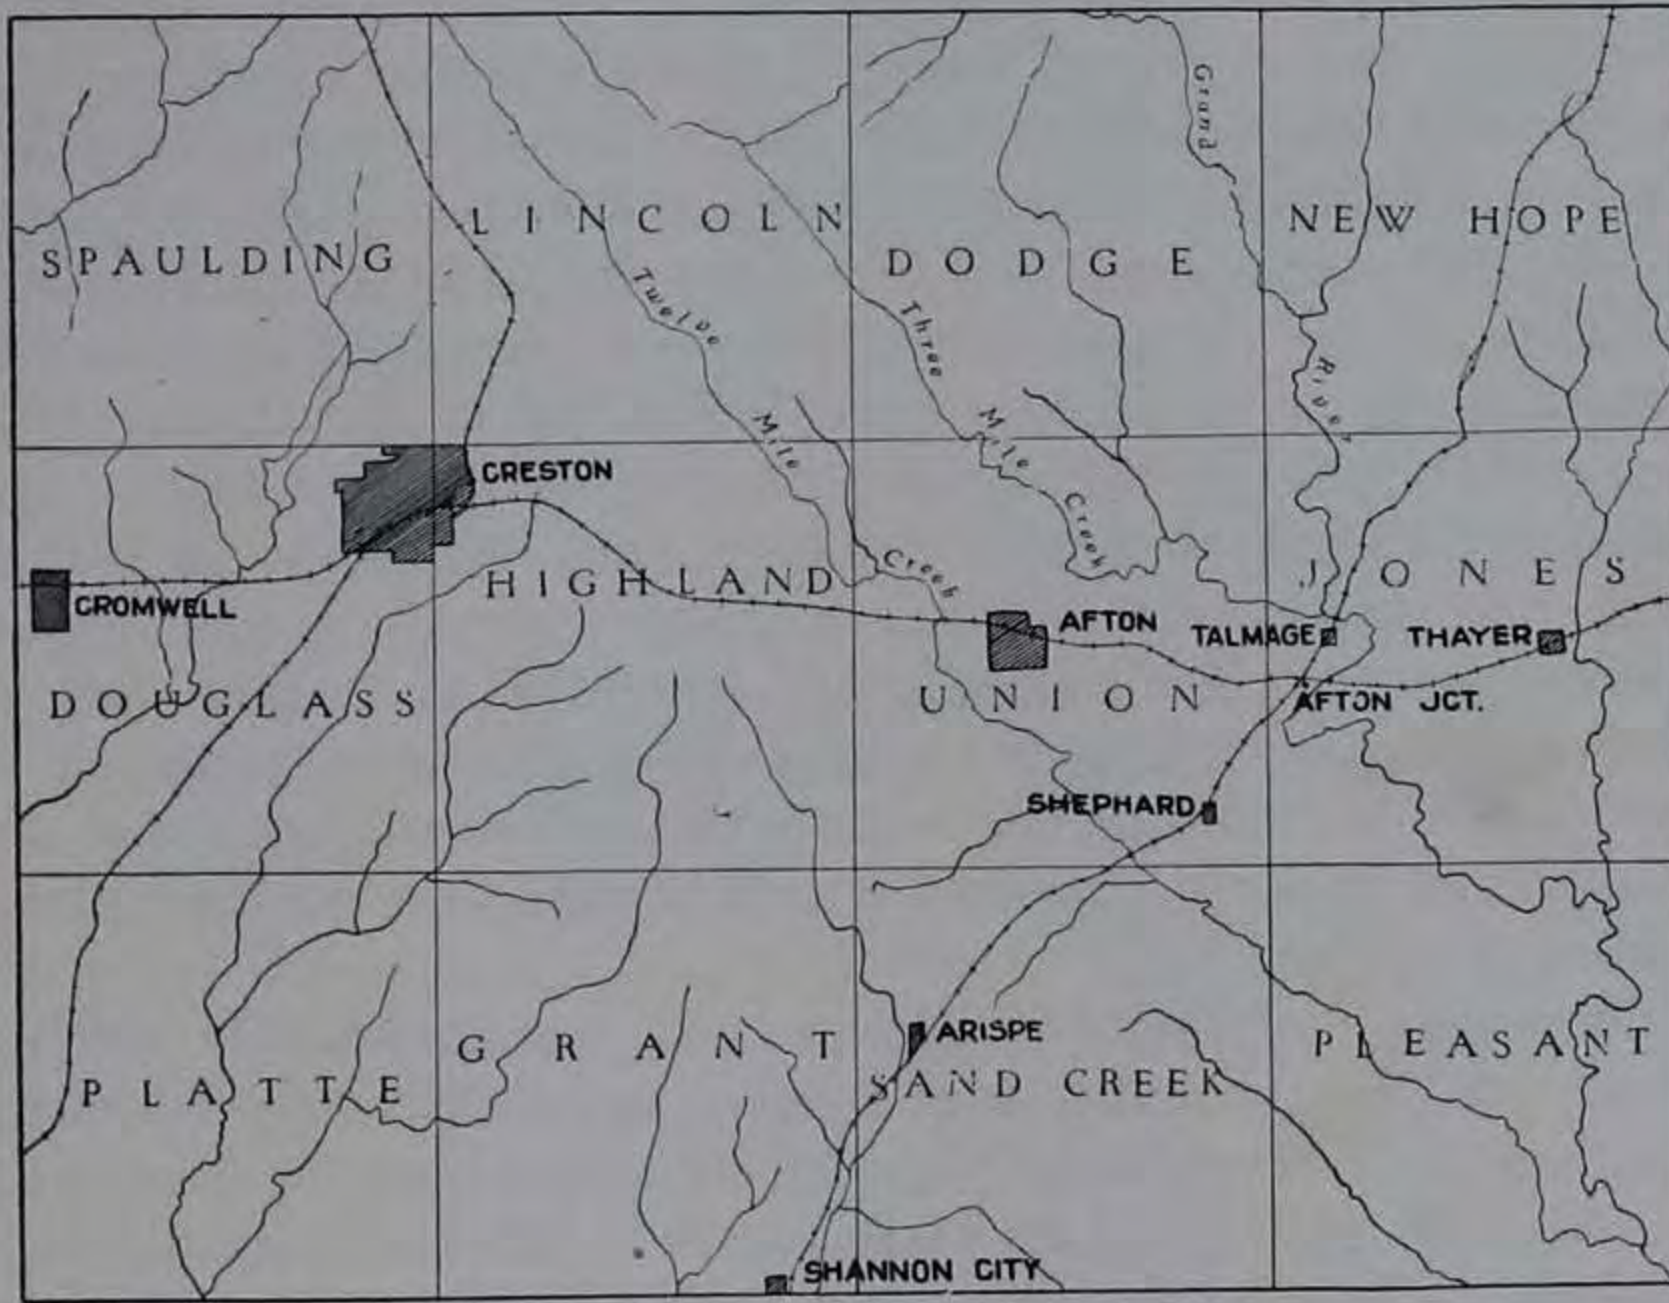 Grand
LINCOLN
NEW HOPE
SPAULDING
DODGE
Twelve
Mile
Creek
Three
Mile
Creek
River
CRESTON
HIGHLAND
JONES
CROMWELL
AFTON
TALMAGE
THAYER
DOUGLASS
UNION
AFTON JCT.
SHEPHARD
ARISPE
GRANT
PLEASANT
PLATTE
SAND CREEK
SHANNON CITY